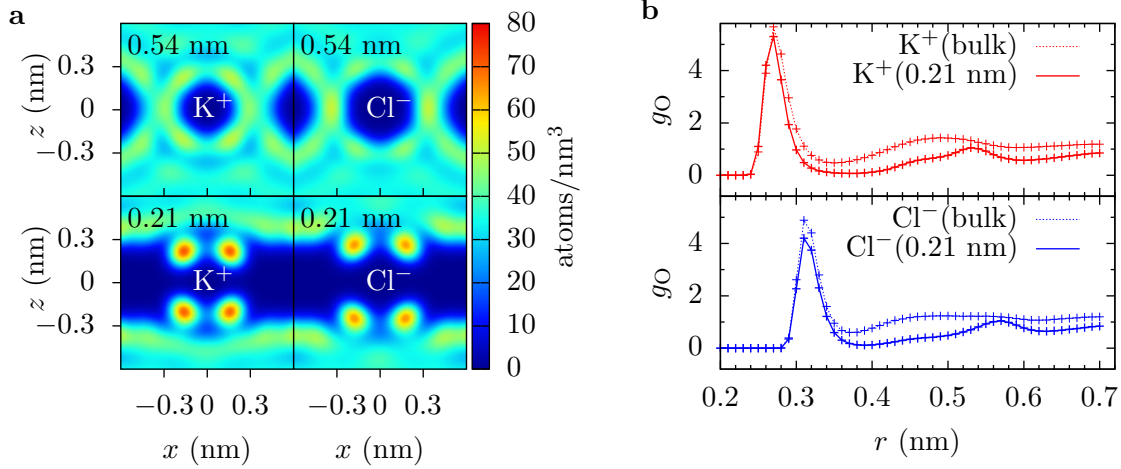 a
0.54 nm
0.54 nm
K⁺
Cl⁻
0.21 nm
0.21 nm
K⁺
Cl⁻
0.3
0
−0.3
z (nm)
0.3
0
−0.3
z (nm)
−0.3 0 0.3
−0.3 0 0.3
x (nm)
x (nm)
80
70
60
50
40
30
20
10
0
atoms/nm³
b
K⁺(bulk)
K⁺(0.21 nm)
4
2
0
gO
Cl⁻(bulk)
Cl⁻(0.21 nm)
4
2
0
gO
0.2 0.3 0.4 0.5 0.6 0.7
r (nm)